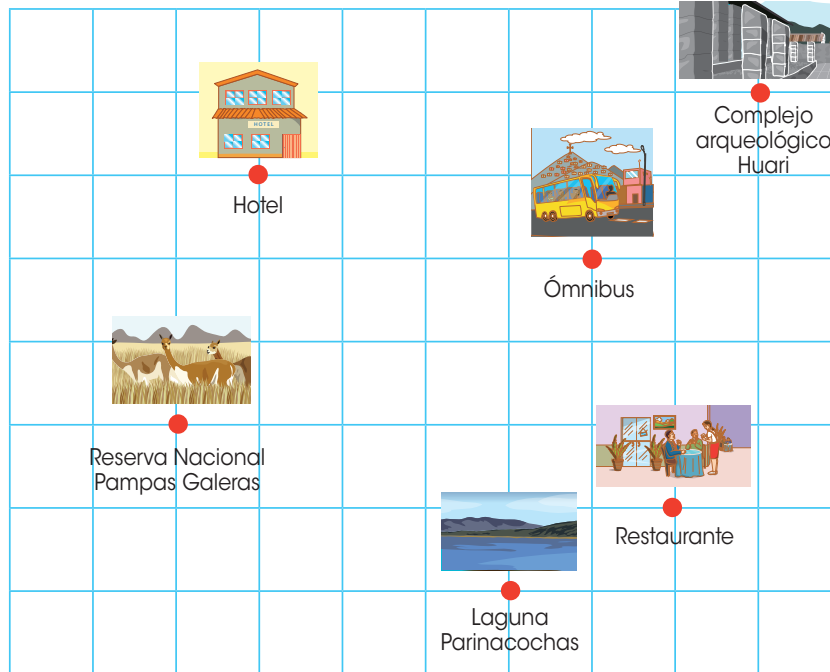 HOTEL
Hotel
Complejo
arqueológico
Huari
Ómnibus
Reserva Nacional
Pampas Galeras
Restaurante
Laguna
Parinacochas